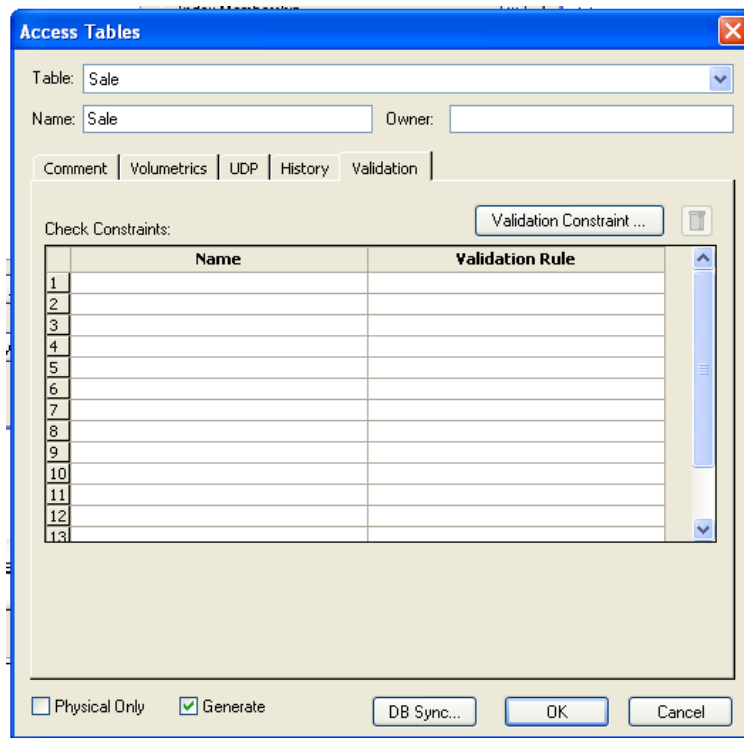 Access Tables
Table: Sale
Name: Sale Owner:
Comment Volumetrics UDP History Validation
Check Constraints: Validation Constraint ...
Name Validation Rule
1
2
3
4
5
6
7
8
9
10
11
12
13
Physical Only Generate DB Sync... OK Cancel